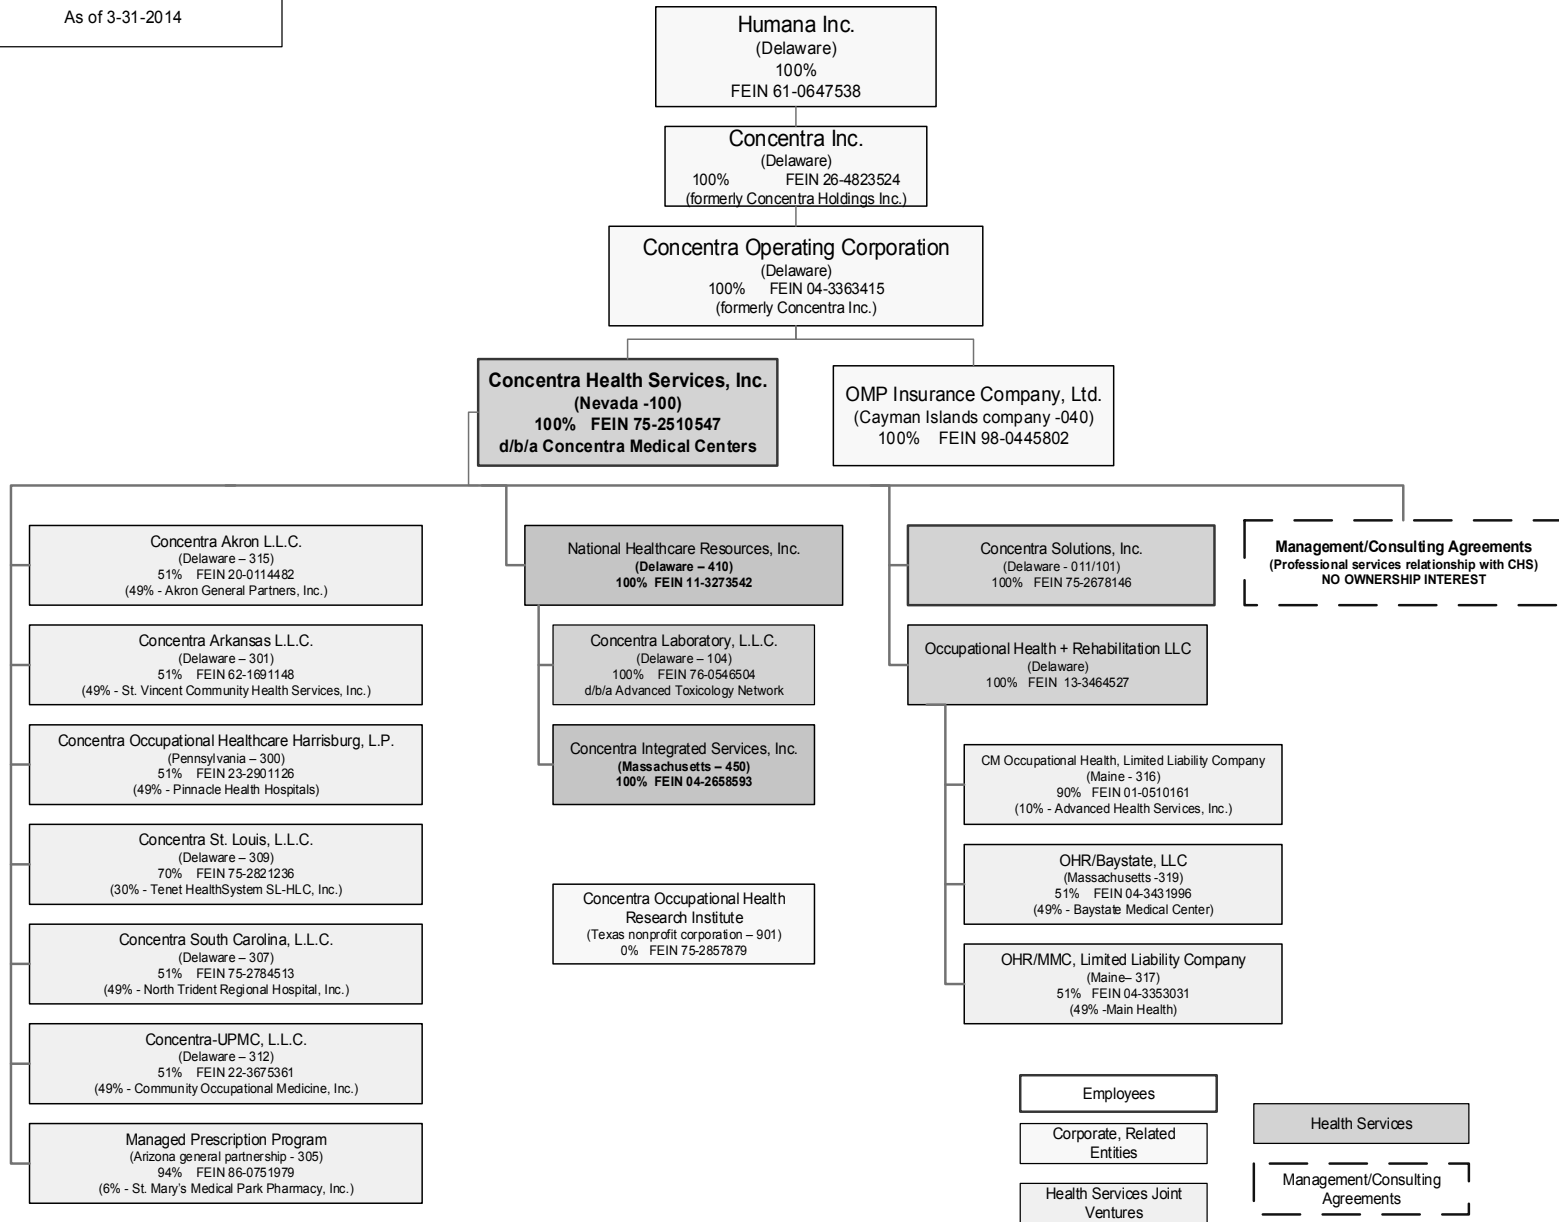 As of 3-31-2014
Humana Inc.
(Delaware)
100%
FEIN 61-0647538
Concentra Inc.
(Delaware)
100% FEIN 26-4823524
(formerly Concentra Holdings Inc.)
Concentra Operating Corporation
(Delaware)
100% FEIN 04-3363415
(formerly Concentra Inc.)
Concentra Health Services, Inc.
(Nevada -100)
100% FEIN 75-2510547
d/b/a Concentra Medical Centers
OMP Insurance Company, Ltd.
(Cayman Islands company -040)
100% FEIN 98-0445802
Concentra Akron L.L.C.
(Delaware – 315)
51% FEIN 20-0114482
(49% - Akron General Partners, Inc.)
Concentra Arkansas L.L.C.
(Delaware – 301)
51% FEIN 62-1691148
(49% - St. Vincent Community Health Services, Inc.)
Concentra Occupational Healthcare Harrisburg, L.P.
(Pennsylvania – 300)
51% FEIN 23-2901126
(49% - Pinnacle Health Hospitals)
Concentra St. Louis, L.L.C.
(Delaware – 309)
70% FEIN 75-2821236
(30% - Tenet HealthSystem SL-HLC, Inc.)
Concentra South Carolina, L.L.C.
(Delaware – 307)
51% FEIN 75-2784513
(49% - North Trident Regional Hospital, Inc.)
Concentra-UPMC, L.L.C.
(Delaware – 312)
51% FEIN 22-3675361
(49% - Community Occupational Medicine, Inc.)
Managed Prescription Program
(Arizona general partnership - 305)
94% FEIN 86-0751979
(6% - St. Mary's Medical Park Pharmacy, Inc.)
National Healthcare Resources, Inc.
(Delaware – 410)
100% FEIN 11-3273542
Concentra Laboratory, L.L.C.
(Delaware – 104)
100% FEIN 76-0546504
d/b/a Advanced Toxicology Network
Concentra Integrated Services, Inc.
(Massachusetts – 450)
100% FEIN 04-2658593
Concentra Occupational Health
Research Institute
(Texas nonprofit corporation – 901)
0% FEIN 75-2857879
Concentra Solutions, Inc.
(Delaware - 011/101)
100% FEIN 75-2678146
Occupational Health + Rehabilitation LLC
(Delaware)
100% FEIN 13-3464527
CM Occupational Health, Limited Liability Company
(Maine - 316)
90% FEIN 01-0510161
(10% - Advanced Health Services, Inc.)
OHR/Baystate, LLC
(Massachusetts -319)
51% FEIN 04-3431996
(49% - Baystate Medical Center)
OHR/MMC, Limited Liability Company
(Maine– 317)
51% FEIN 04-3353031
(49% -Main Health)
Management/Consulting Agreements
(Professional services relationship with CHS)
NO OWNERSHIP INTEREST
Employees
Corporate, Related
Entities
Health Services Joint
Ventures
Health Services
Management/Consulting
Agreements